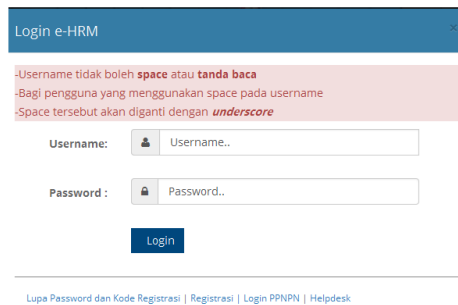 Login e-HRM
×
-Username tidak boleh space atau tanda baca
-Bagi pengguna yang menggunakan space pada username
-Space tersebut akan diganti dengan underscore
Username: Username..
Password : Password..
Login
Lupa Password dan Kode Registrasi | Registrasi | Login PPNPN | Helpdesk